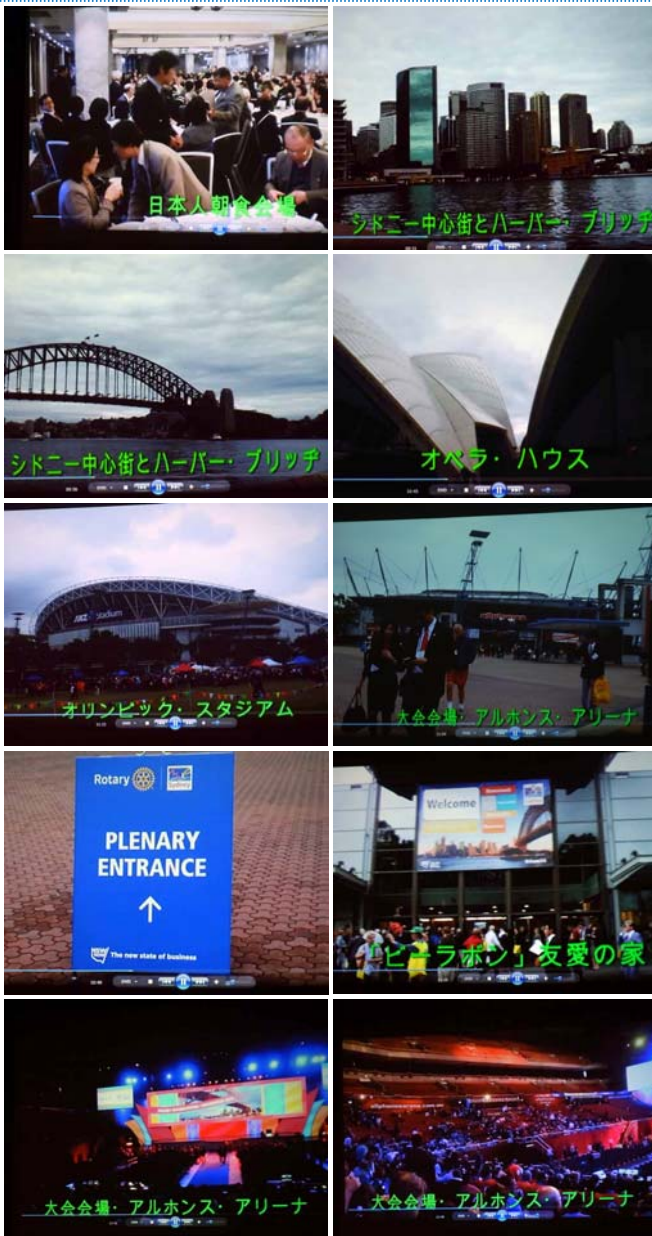 日本人朝食会場
シドニー中心街とハーバー・ブリッヂ
シドニー中心街とハーバー・ブリッヂ
オペラ・ハウス
ANZ Stadium
オリンピック・スタジアム
大会会場・アルホンス・アリーナ
Rotary
Sydney
PLENARY
ENTRANCE
↑
NSW
The new state of business
Welcome
「ビーラボン」友愛の家
大会会場・アルホンス・アリーナ
大会会場・アルホンス・アリーナ